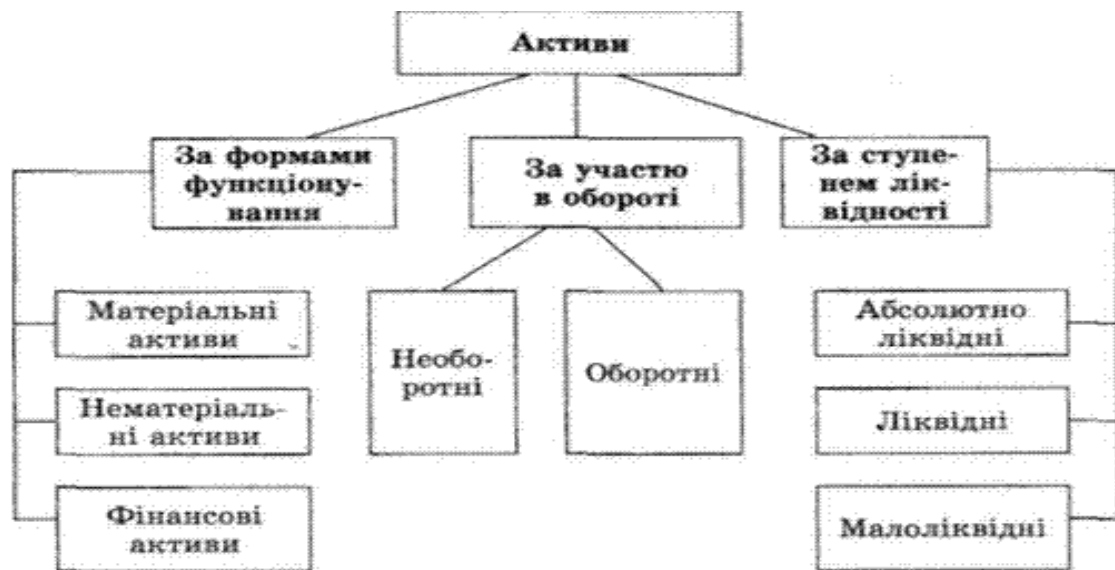 Активи
За формами
функціону-
вання
За участю
в обороті
За ступе-
нем лік-
відності
Матеріальні
активи
Нематеріаль-
ні активи
Фінансові
активи
Необо-
ротні
Оборотні
Абсолютно
ліквідні
Ліквідні
Малоліквідні